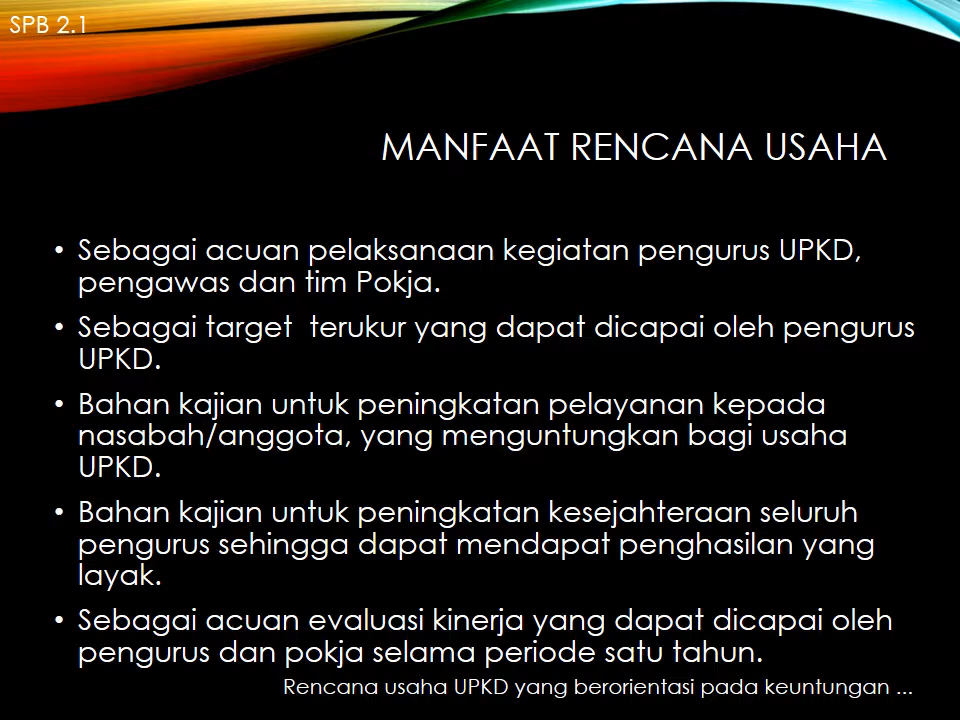 SPB 2.1
MANFAAT RENCANA USAHA
• Sebagai acuan pelaksanaan kegiatan pengurus UPKD,
pengawas dan tim Pokja.
• Sebagai target  terukur yang dapat dicapai oleh pengurus
UPKD.
• Bahan kajian untuk peningkatan pelayanan kepada
nasabah/anggota, yang menguntungkan bagi usaha
UPKD.
• Bahan kajian untuk peningkatan kesejahteraan seluruh
pengurus sehingga dapat mendapat penghasilan yang
layak.
• Sebagai acuan evaluasi kinerja yang dapat dicapai oleh
pengurus dan pokja selama periode satu tahun.
Rencana usaha UPKD yang berorientasi pada keuntungan ...